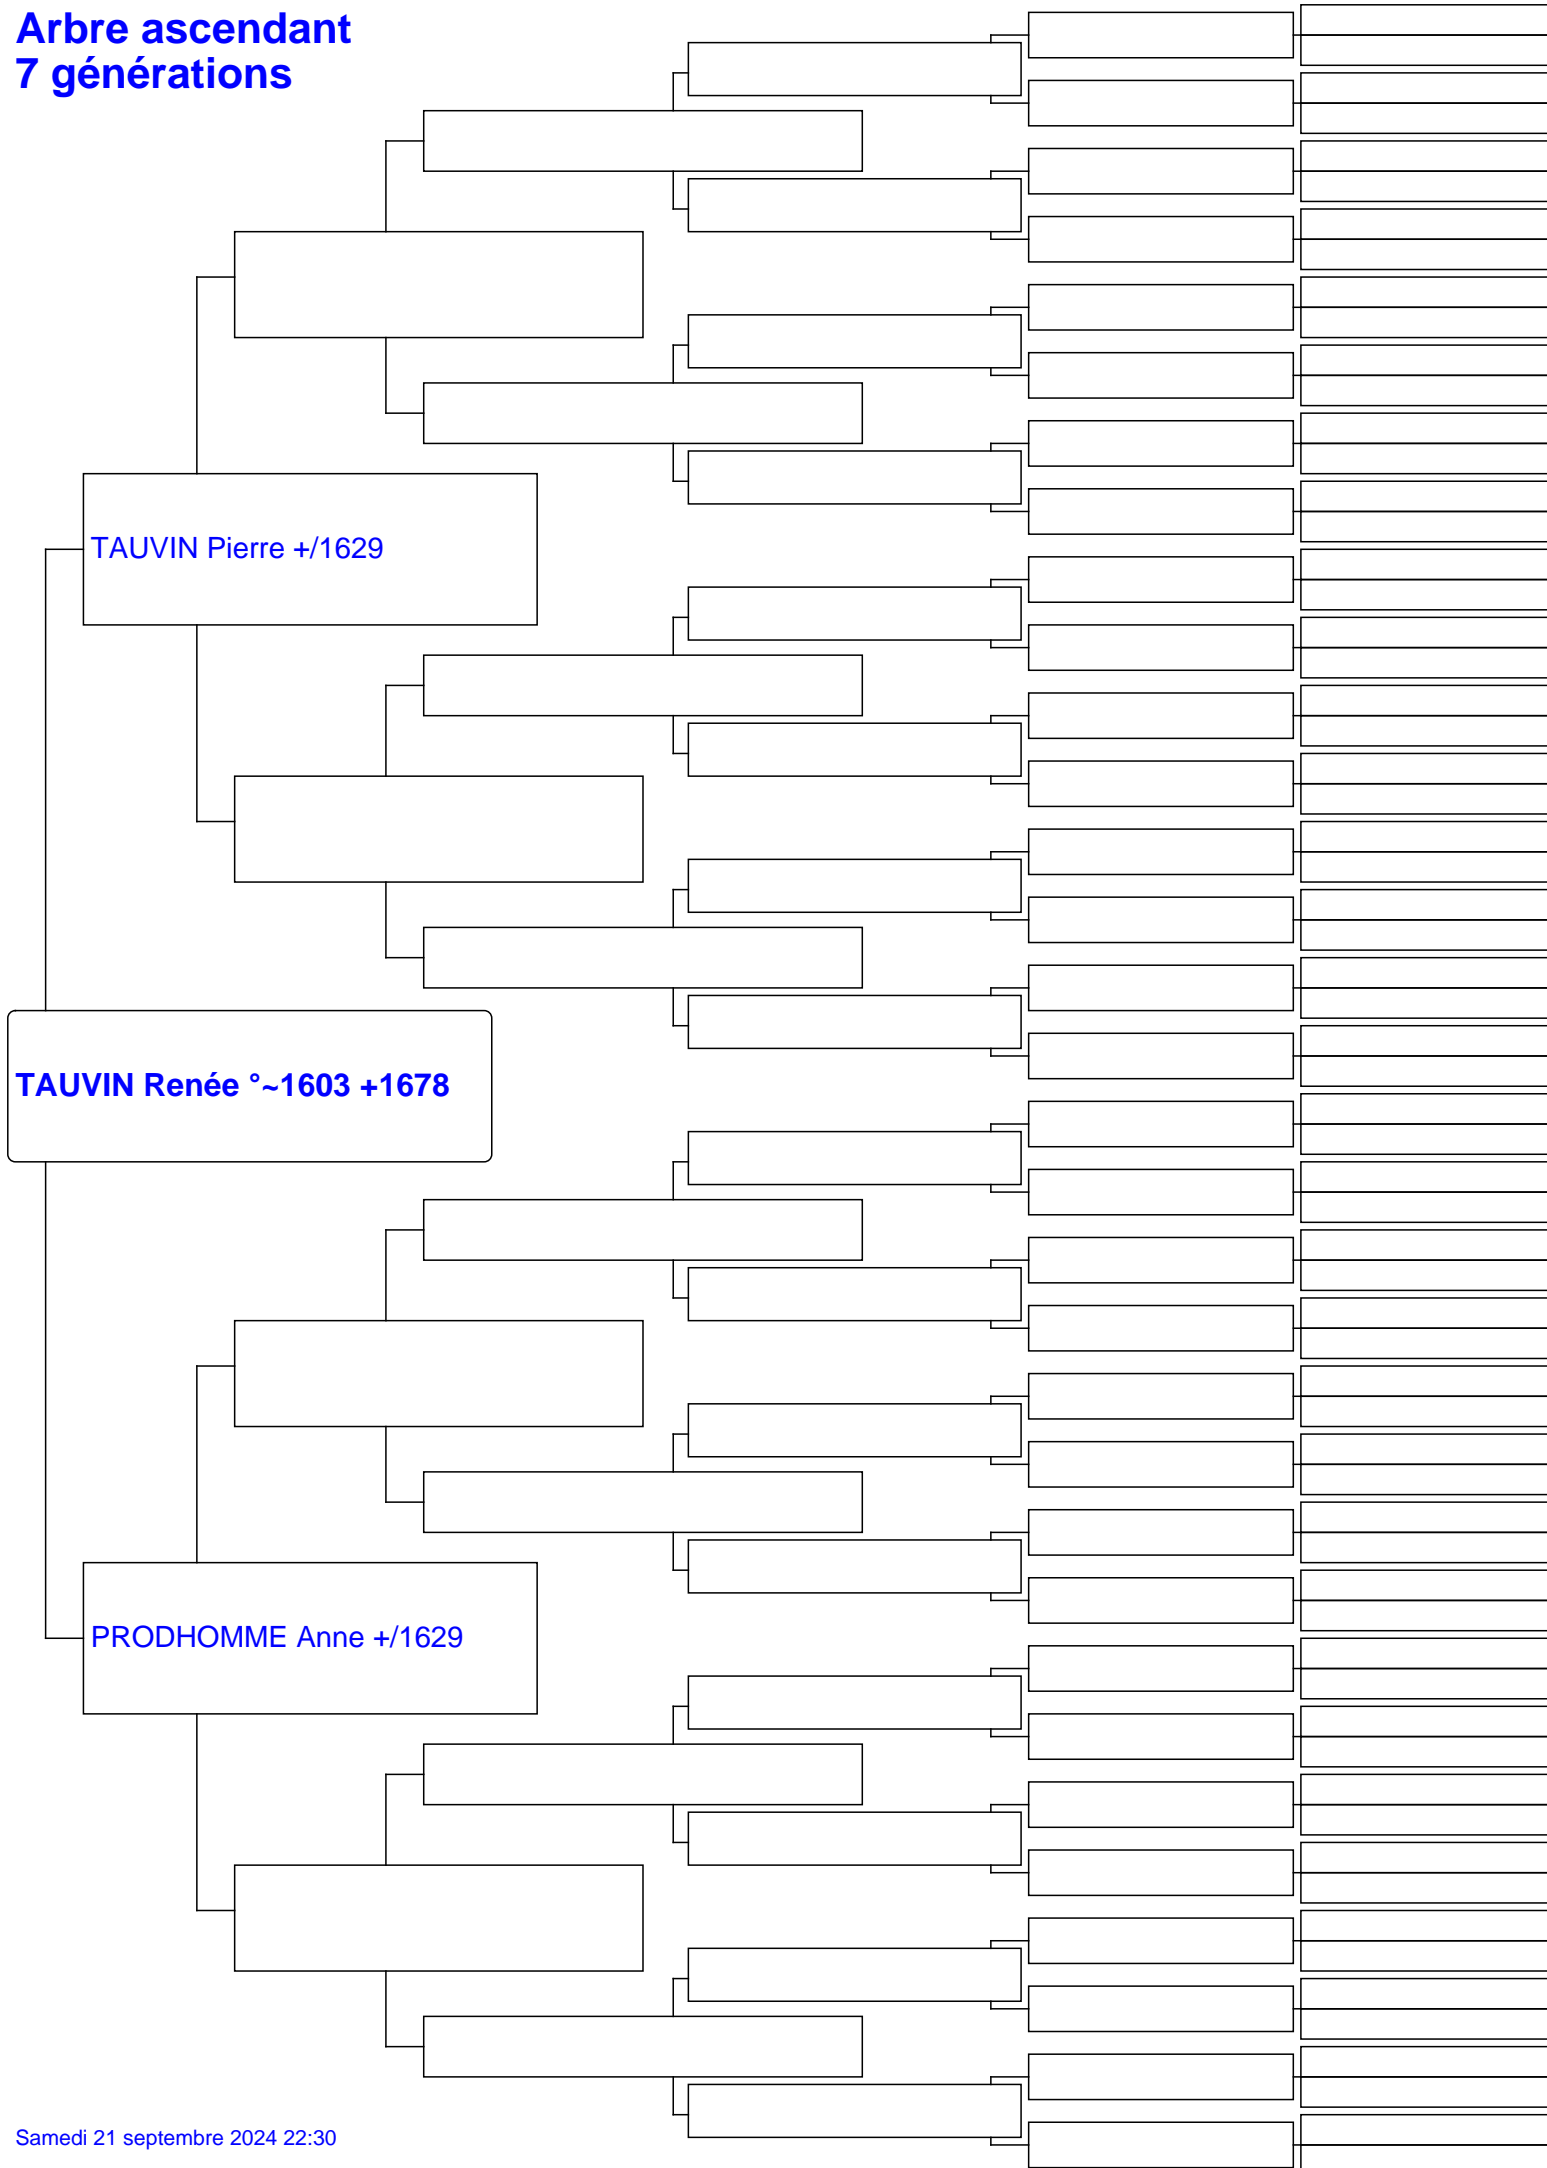 Arbre ascendant
7 générations
TAUVIN Pierre +/1629
TAUVIN Renée °~1603 +1678
PRODHOMME Anne +/1629
Samedi 21 septembre 2024 22:30